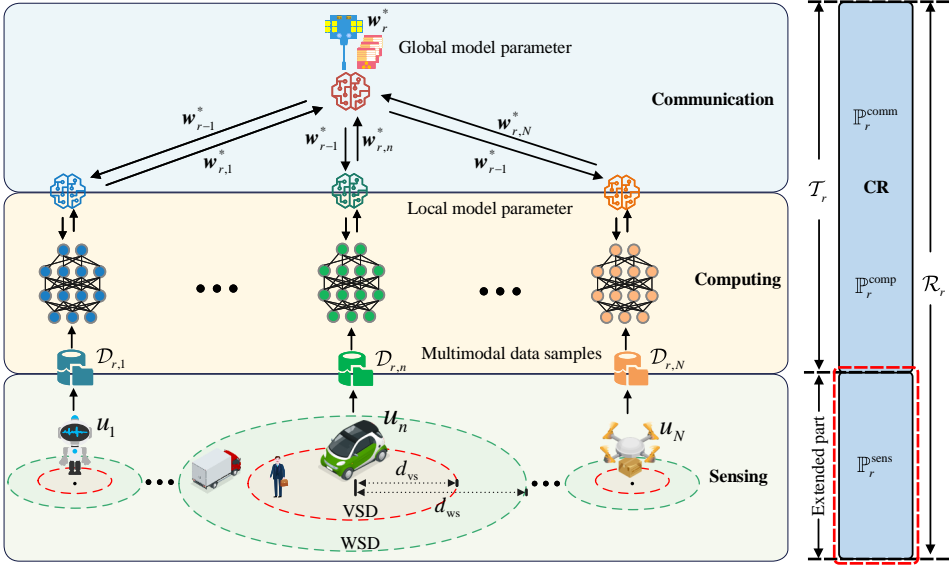 w*_r
Global model parameter
Communication
w*_{r−1}
w*_{r,1}
w*_{r−1}
w*_{r,n}
w*_{r,N}
w*_{r−1}
Local model parameter
Computing
𝒟_{r,1}
𝒟_{r,n}
Multimodal data samples
𝒟_{r,N}
u_1
u_n
u_N
Sensing
d_vs
VSD
d_ws
WSD
ℙ_r^comm
𝒯_r
CR
ℙ_r^comp
ℛ_r
Extended part
ℙ_r^sens